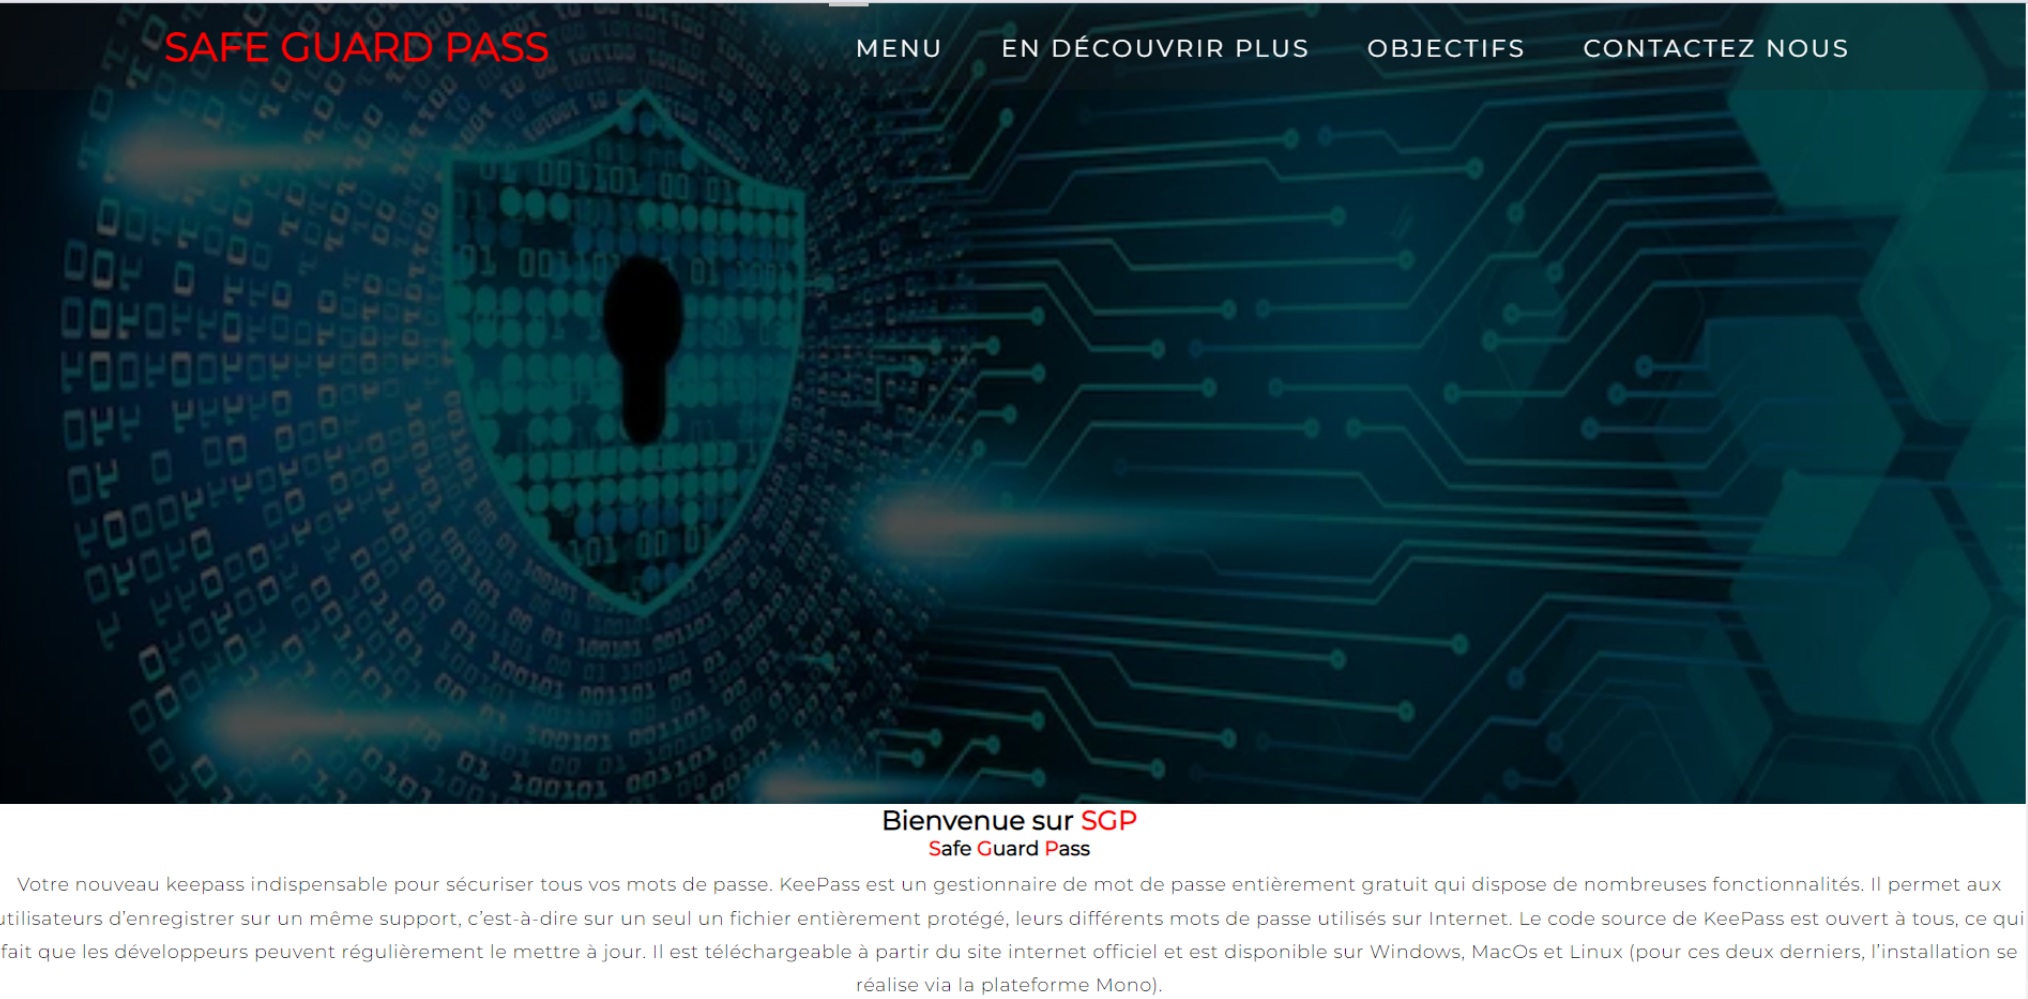 SAFE GUARD PASS
MENU
EN DÉCOUVRIR PLUS
OBJECTIFS
CONTACTEZ NOUS
Bienvenue sur SGP
Safe Guard Pass
Votre nouveau keepass indispensable pour sécuriser tous vos mots de passe. KeePass est un gestionnaire de mot de passe entièrement gratuit qui dispose de nombreuses fonctionnalités. Il permet aux
utilisateurs d'enregistrer sur un même support, c'est-à-dire sur un seul un fichier entièrement protégé, leurs différents mots de passe utilisés sur Internet. Le code source de KeePass est ouvert à tous, ce qui
fait que les développeurs peuvent régulièrement le mettre à jour. Il est téléchargeable à partir du site internet officiel et est disponible sur Windows, MacOs et Linux (pour ces deux derniers, l'installation se
réalise via la plateforme Mono).